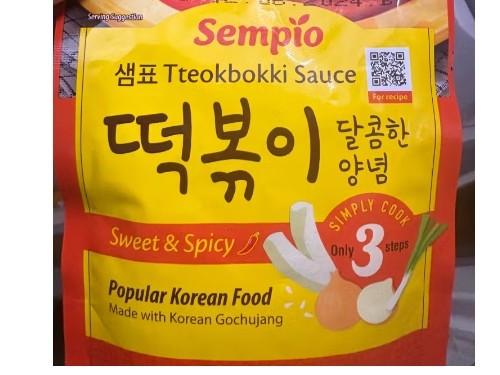 Serving Suggestion
Sempio
샘표 Tteokbokki Sauce
For recipe
떡볶이 달콤한
양념
SIMPLY COOK
Only 3 steps
Sweet & Spicy
Popular Korean Food
Made with Korean Gochujang